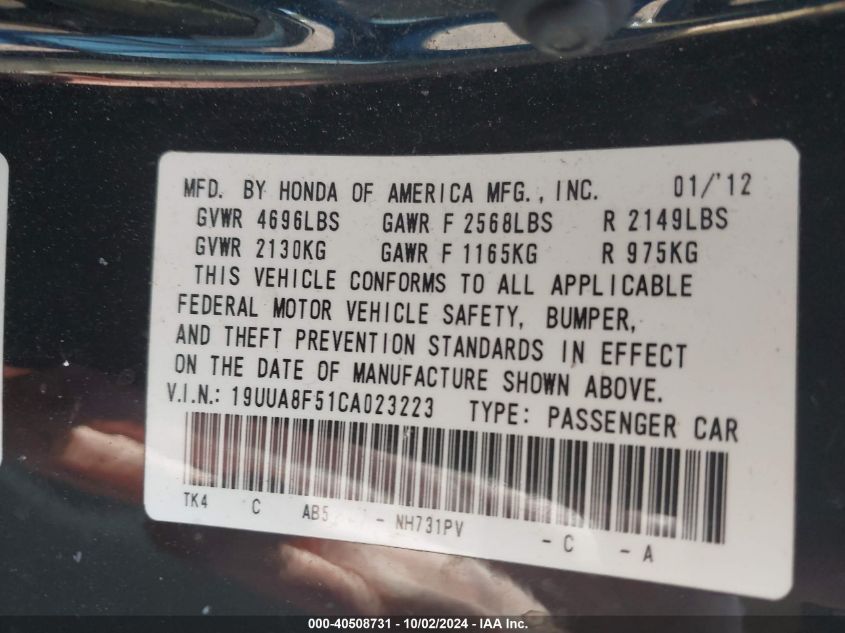 MFD. BY HONDA OF AMERICA MFG., INC. 01/'12
GVWR 4696LBS GAWR F 2568LBS R 2149LBS
GVWR 2130KG GAWR F 1165KG R 975KG
THIS VEHICLE CONFORMS TO ALL APPLICABLE
FEDERAL MOTOR VEHICLE SAFETY, BUMPER,
AND THEFT PREVENTION STANDARDS IN EFFECT
ON THE DATE OF MANUFACTURE SHOWN ABOVE.
V.I.N.: 19UUA8F51CA023223 TYPE: PASSENGER CAR
TK4 C AB5 - NH731PV - C - A
000-40508731 - 10/02/2024 - IAA Inc.